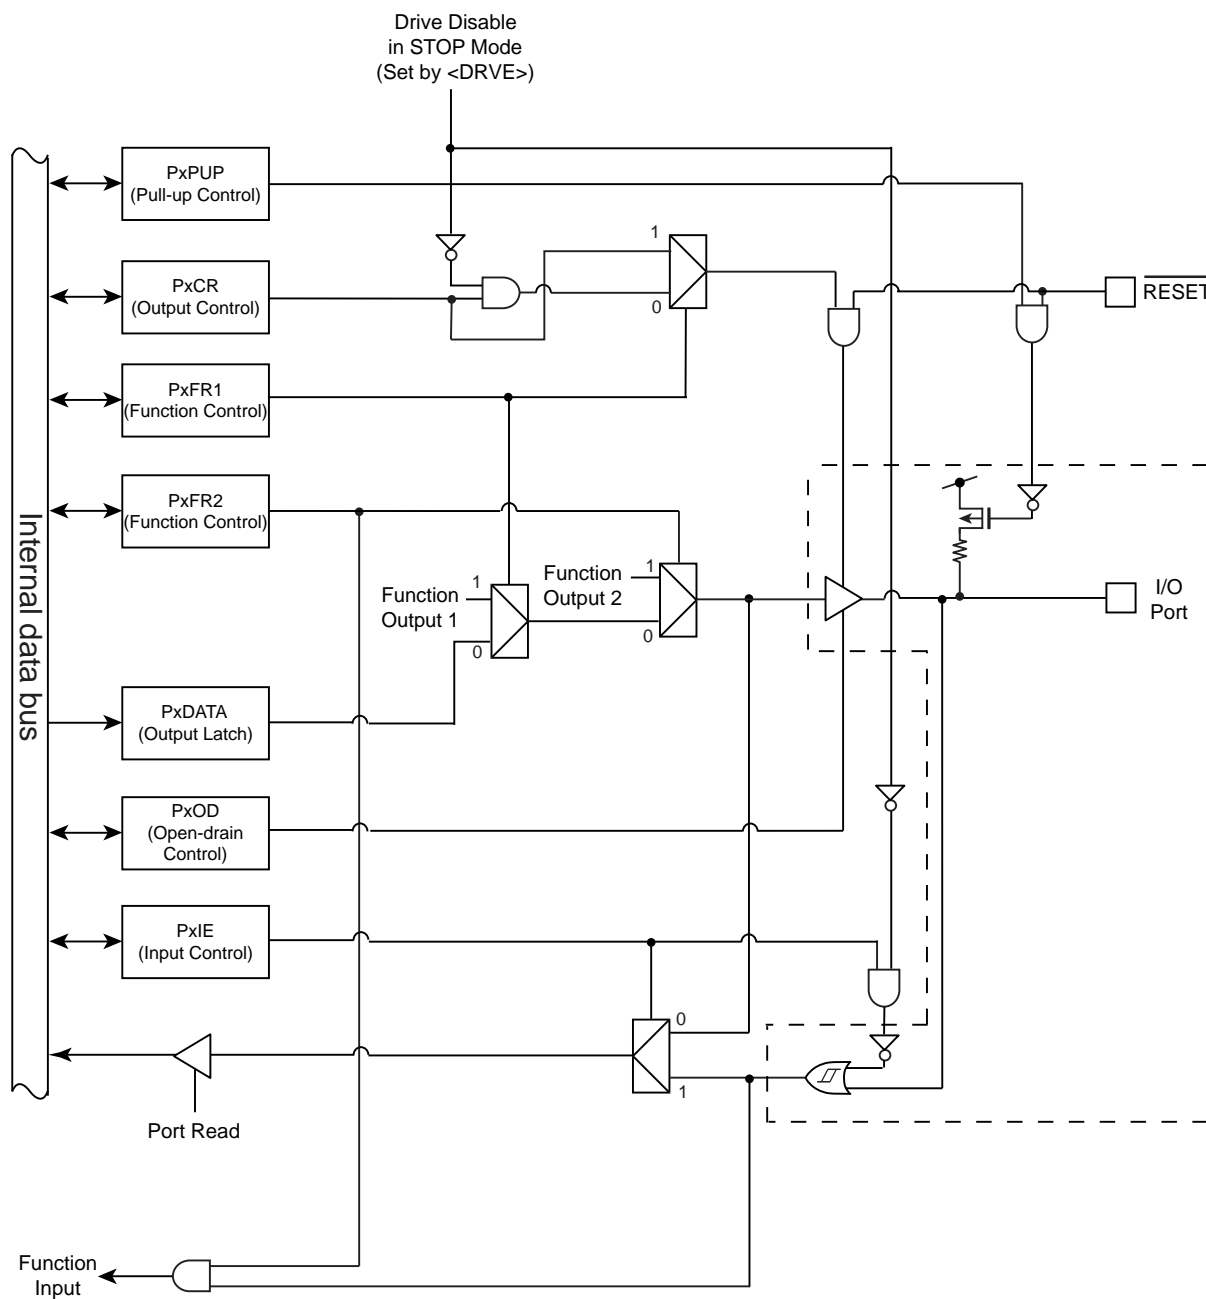 Drive Disable
in STOP Mode
(Set by <DRVE>)
PxPUP
(Pull-up Control)
1
PxCR
(Output Control)
0
RESET
PxFR1
(Function Control)
PxFR2
(Function Control)
Internal data bus
Function
Output 1
1
0
Function
Output 2
1
0
I/O
Port
PxDATA
(Output Latch)
PxOD
(Open-drain
Control)
PxIE
(Input Control)
0
1
Port Read
Function
Input